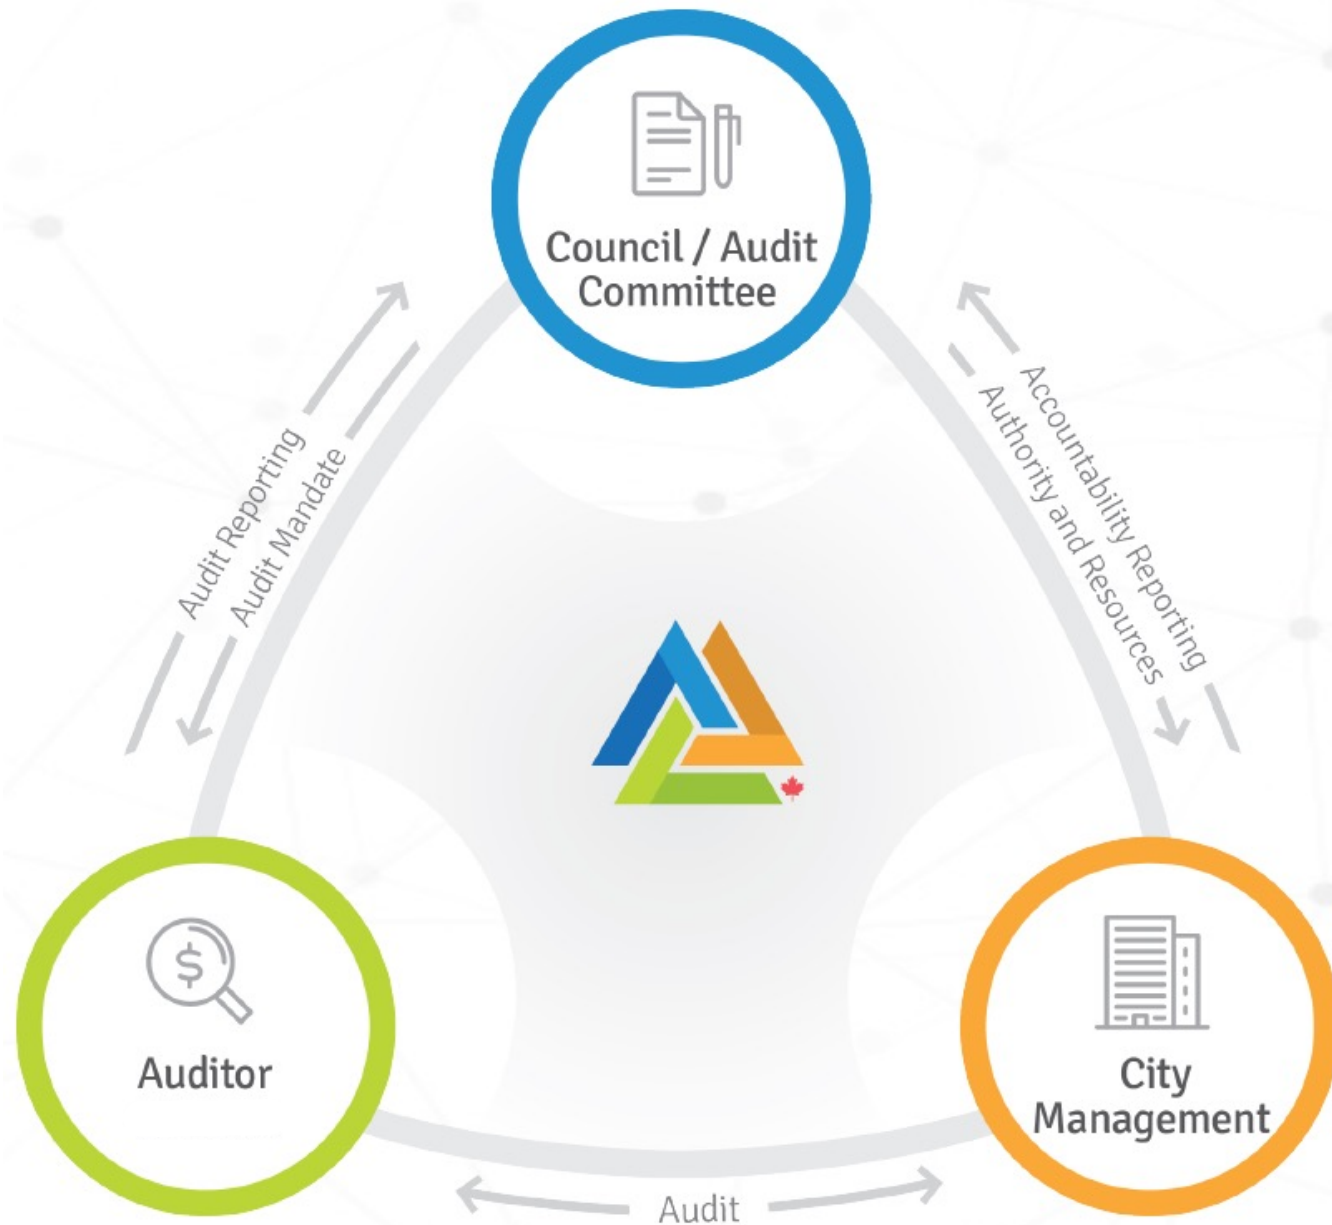 Council / Audit
Committee
Audit Reporting
Audit Mandate
Accountability Reporting
Authority and Resources
$
Auditor
City
Management
Audit